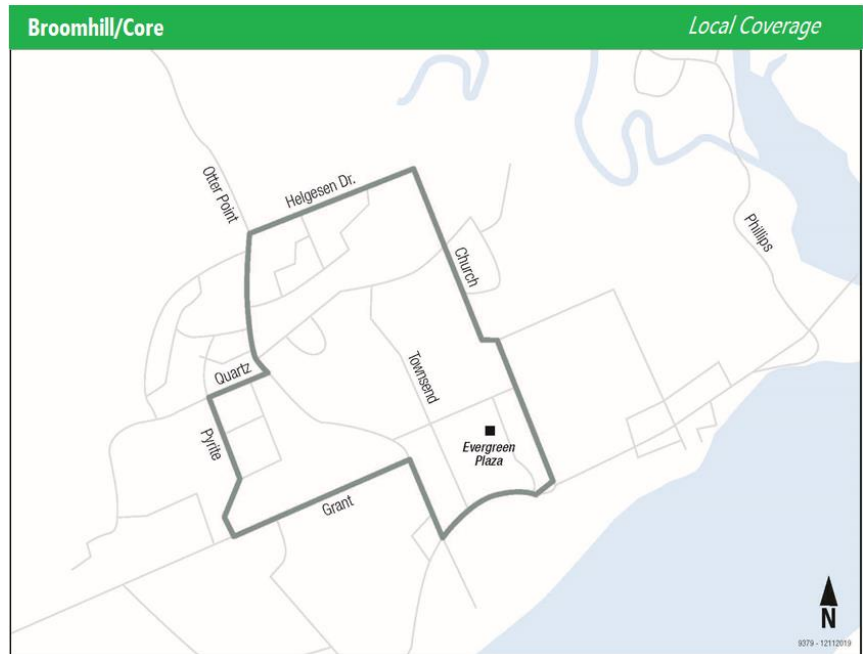 Broomhill/Core
Local Coverage
Otter Point
Helgesen Dr.
Church
Phillips
Townsend
Quartz
Pyrite
Evergreen
Plaza
Grant
N
9379 - 12112019